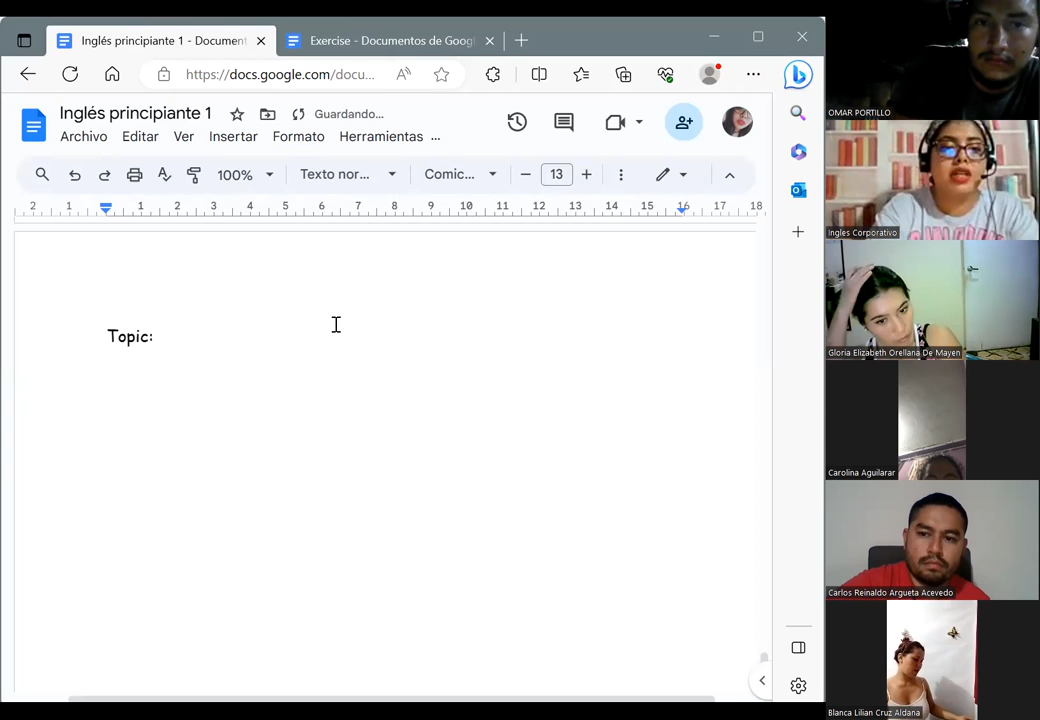 Inglés principiante 1 - Document
Exercise - Documentos de Goog
https://docs.google.com/docu...
Inglés principiante 1
Guardando...
Archivo Editar Ver Insertar Formato Herramientas ...
100% Texto nor... Comic... 13
2 1 1 2 3 4 5 6 7 8 9 10 11 12 13 14 15 16 17 18
Topic:
OMAR PORTILLO
Ingles Corporativo
Gloria Elizabeth Orellana De Mayen
Carolina Aguilarar
Carlos Reinaldo Argueta Acevedo
Blanca Lilian Cruz Aldana